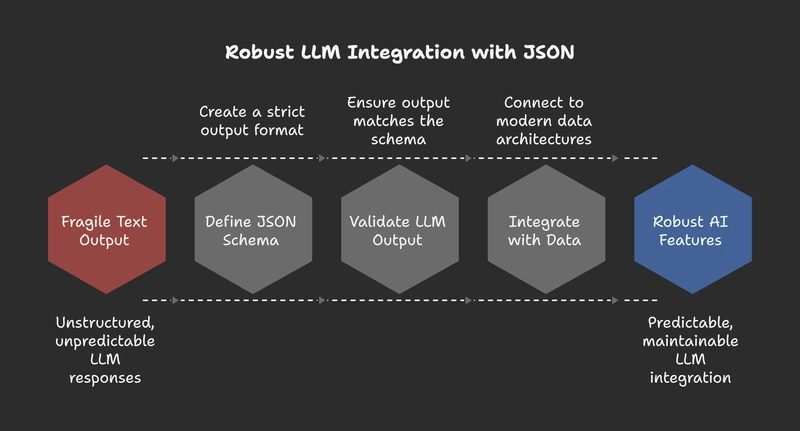 Robust LLM Integration with JSON
Create a strict
output format
Ensure output
matches the
schema
Connect to
modern data
architectures
Fragile Text
Output
Define JSON
Schema
Validate LLM
Output
Integrate
with Data
Robust AI
Features
Unstructured,
unpredictable
LLM
responses
Predictable,
maintainable
LLM
integration